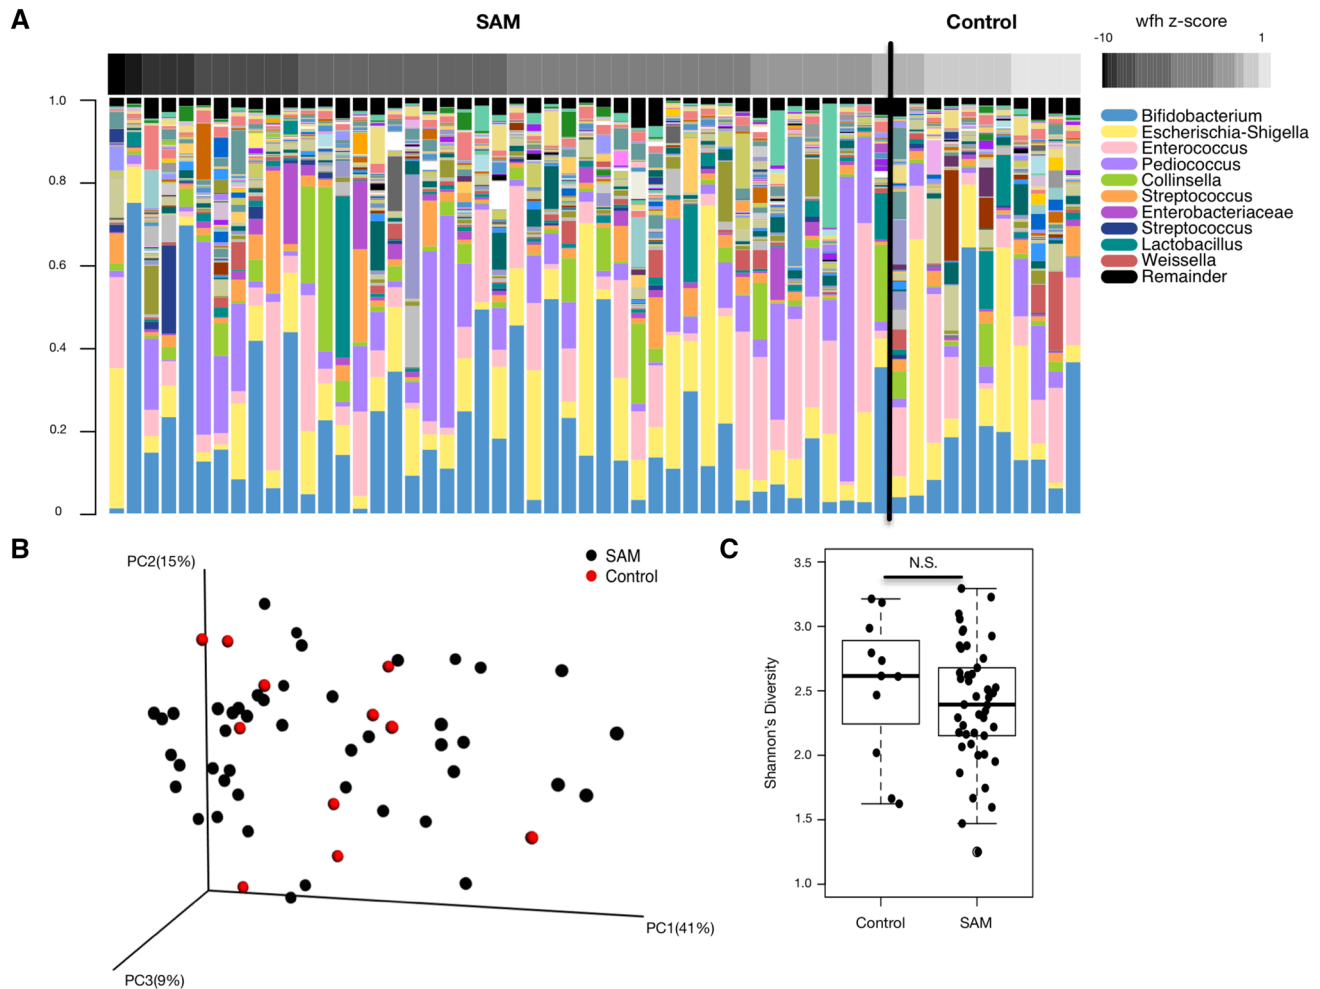 A
SAM
Control
wfh z-score
-10
1
1.0
0.8
0.6
0.4
0.2
0
Bifidobacterium
Escherischia-Shigella
Enterococcus
Pediococcus
Collinsella
Streptococcus
Enterobacteriaceae
Streptococcus
Lactobacillus
Weissella
Remainder
B
PC2(15%)
SAM
Control
PC1(41%)
PC3(9%)
C
N.S.
Shannon's Diversity
3.5
3.0
2.5
2.0
1.5
1.0
Control
SAM